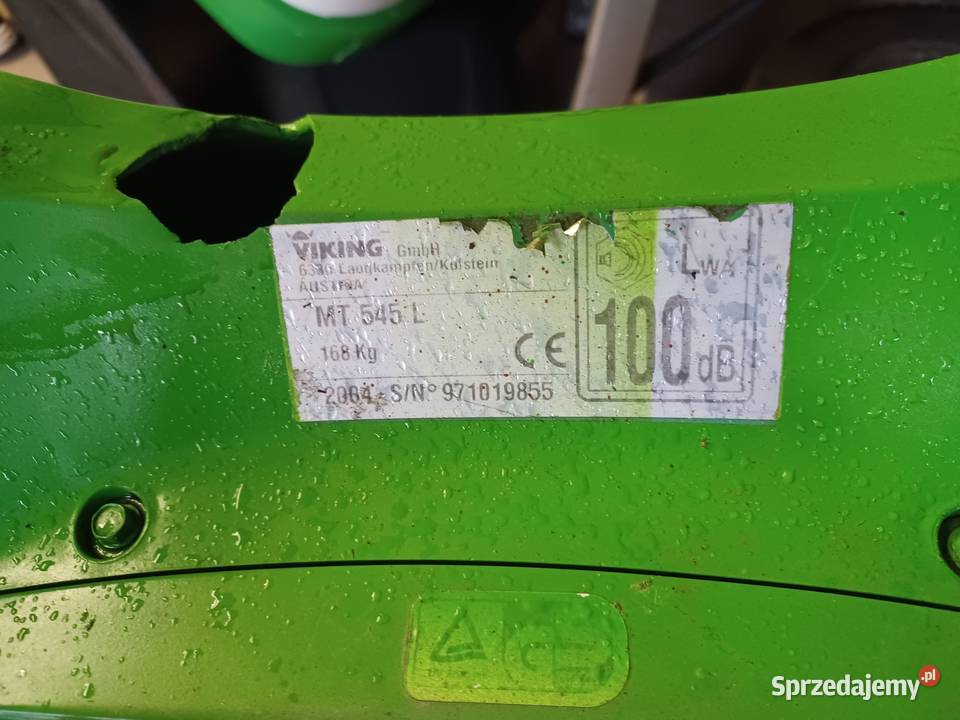 VIKING GmbH
6336 Langkampfen/Kufstein
AUSTRIA
MT 545 L
168 Kg
CE
2004 S/N° 971019855
LWA
100 dB
Sprzedajemy.pl